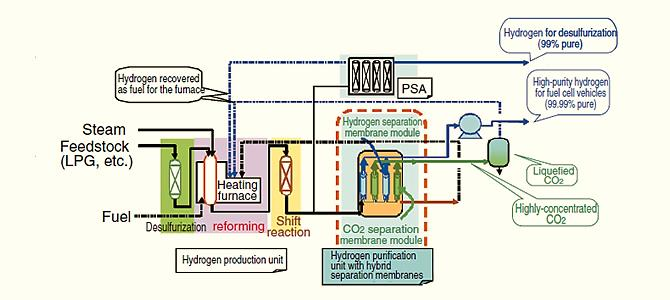 Hydrogen for desulfurization
(99% pure)
Hydrogen recovered
as fuel for the furnace
PSA
High-purity hydrogen
for fuel cell vehicles
(99.99% pure)
Hydrogen separation
membrane module
Steam
Feedstock
(LPG, etc.)
Heating
furnace
Liquefied
CO2
Fuel
Desulfurization
reforming
Shift
reaction
CO2 separation
membrane module
Highly-concentrated
CO2
Hydrogen production unit
Hydrogen purification
unit with hybrid
separation membranes